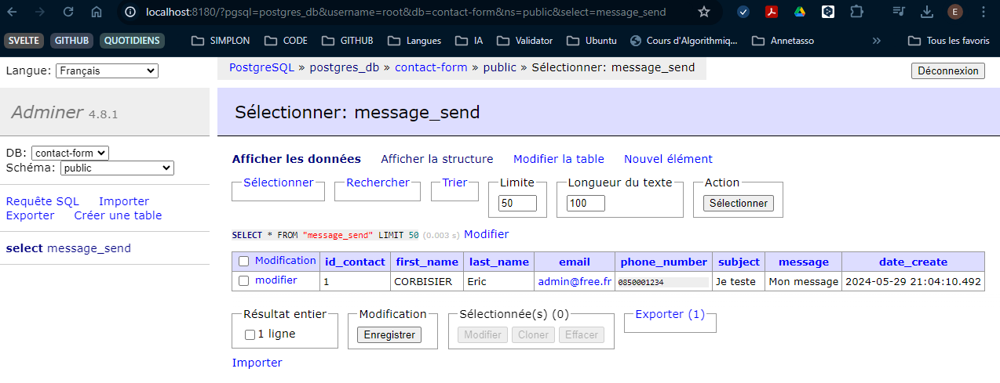 localhost:8180/?pgsql=postgres_db&username=root&db=contact-form&ns=public&select=message_send
E
SVELTE GITHUB QUOTIDIENS SIMPLON CODE GITHUB Langues IA Validator Ubuntu Cours d'Algorithmiq... Annetasso » Tous les favoris
Langue: Français
PostgreSQL » postgres_db » contact-form » public » Sélectionner: message_send
Déconnexion
Adminer 4.8.1
Sélectionner: message_send
DB: contact-form
Schéma: public
Requête SQL Importer
Exporter Créer une table
select message_send
Afficher les données Afficher la structure Modifier la table Nouvel élément
Sélectionner Rechercher Trier Limite Longueur du texte Action
50 100 Sélectionner
SELECT * FROM "message_send" LIMIT 50 (0.003 s) Modifier
Modification id_contact first_name last_name email phone_number subject message date_create
modifier 1 CORBISIER Eric admin@free.fr 0850001234 Je teste Mon message 2024-05-29 21:04:10.492
Résultat entier Modification Sélectionnée(s) (0) Exporter (1)
1 ligne Enregistrer Modifier Cloner Effacer
Importer